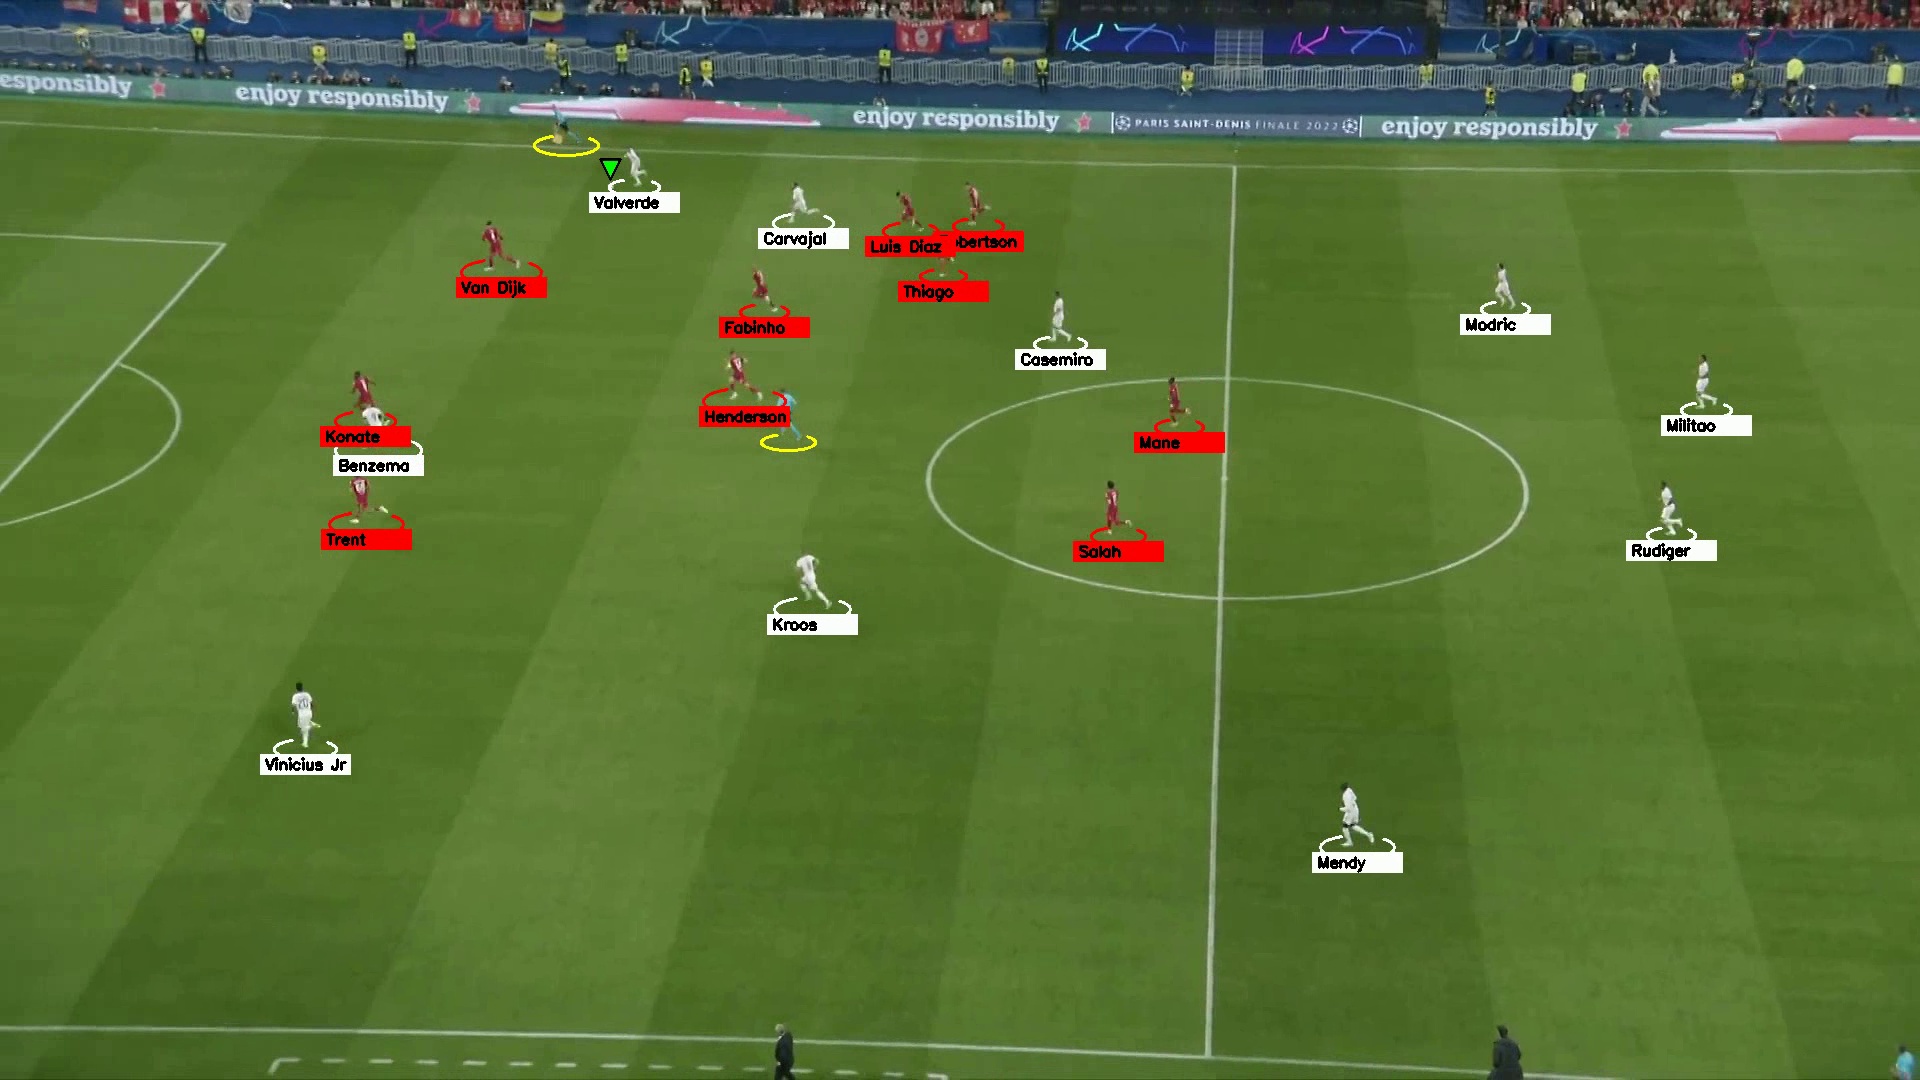 esponsibly
enjoy responsibly
enjoy responsibly
PARIS SAINT-DENIS FINALE 2022
enjoy responsibly
Valverde
Carvajal
Luis Diaz
bertson
Van Dijk
Thiago
Fabinho
Modric
Casemiro
Henderson
Militao
Konate
Mane
Benzema
Trent
Salah
Rudiger
Kroos
Vinicius Jr
Mendy